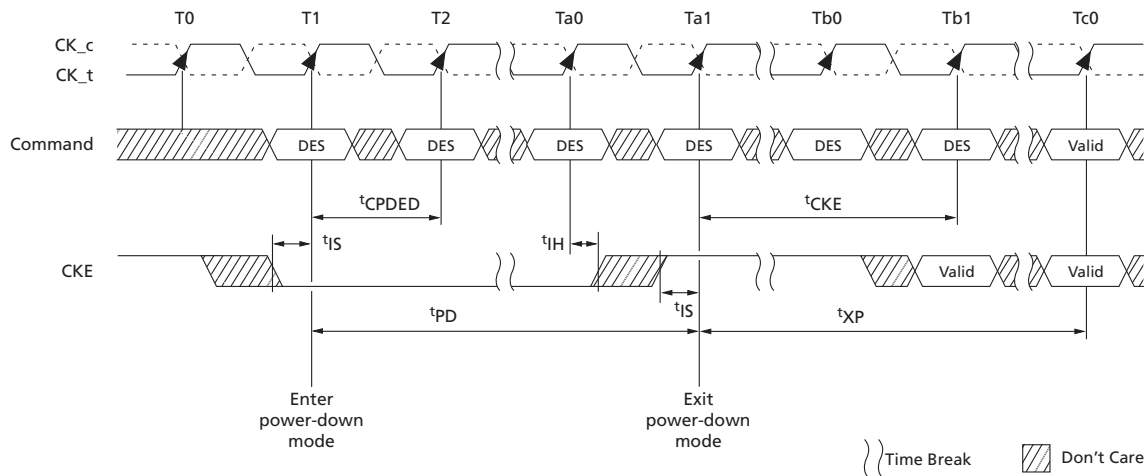 T0 T1 T2 Ta0 Ta1 Tb0 Tb1 Tc0
CK_c
CK_t
Command DES DES DES DES DES DES Valid
tCPDED tCKE
tIS tIH
CKE Valid Valid
tIS
tPD tXP
Enter
power-down
mode
Exit
power-down
mode
Time Break Don't Care